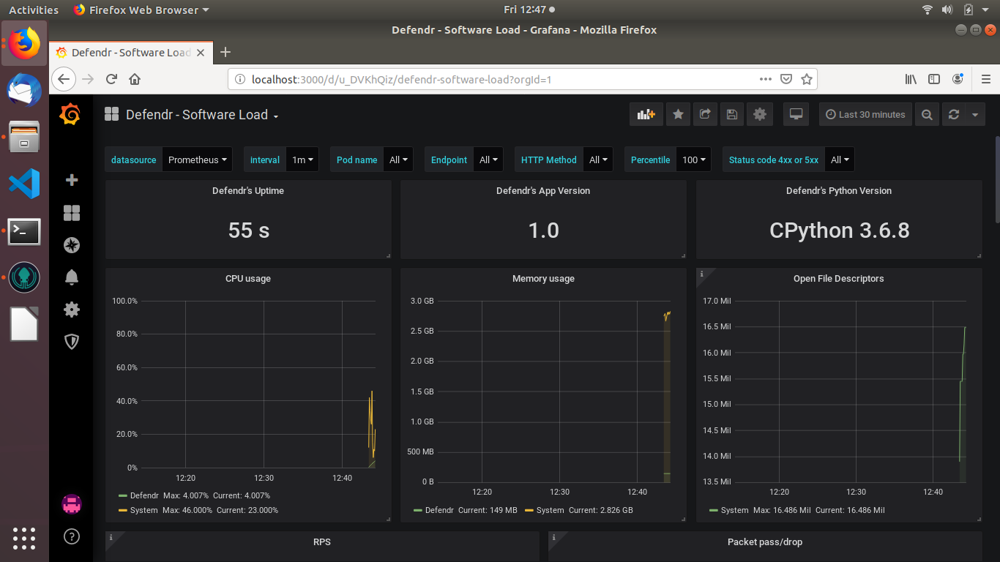 Activities Firefox Web Browser Fri 12:47
Defendr - Software Load - Grafana - Mozilla Firefox
Defendr - Software Load
localhost:3000/d/u_DVKhQiz/defendr-software-load?orgId=1
Defendr - Software Load Last 30 minutes
datasource Prometheus interval 1m Pod name All Endpoint All HTTP Method All Percentile 100 Status code 4xx or 5xx All
Defendr's Uptime
55 s
Defendr's App Version
1.0
Defendr's Python Version
CPython 3.6.8
CPU usage
100.0%
80.0%
60.0%
40.0%
20.0%
0%
12:20 12:30 12:40
Defendr Max: 4.007% Current: 4.007%
System Max: 46.000% Current: 23.000%
Memory usage
3.0 GB
2.5 GB
2.0 GB
1.5 GB
1.0 GB
500 MB
0 B
12:20 12:30 12:40
Defendr Current: 149 MB System Current: 2.826 GB
i
Open File Descriptors
17.0 Mil
16.5 Mil
16.0 Mil
15.5 Mil
15.0 Mil
14.5 Mil
14.0 Mil
13.5 Mil
12:20 12:30 12:40
System Max: 16.486 Mil Current: 16.486 Mil
i
RPS
i
Packet pass/drop
?